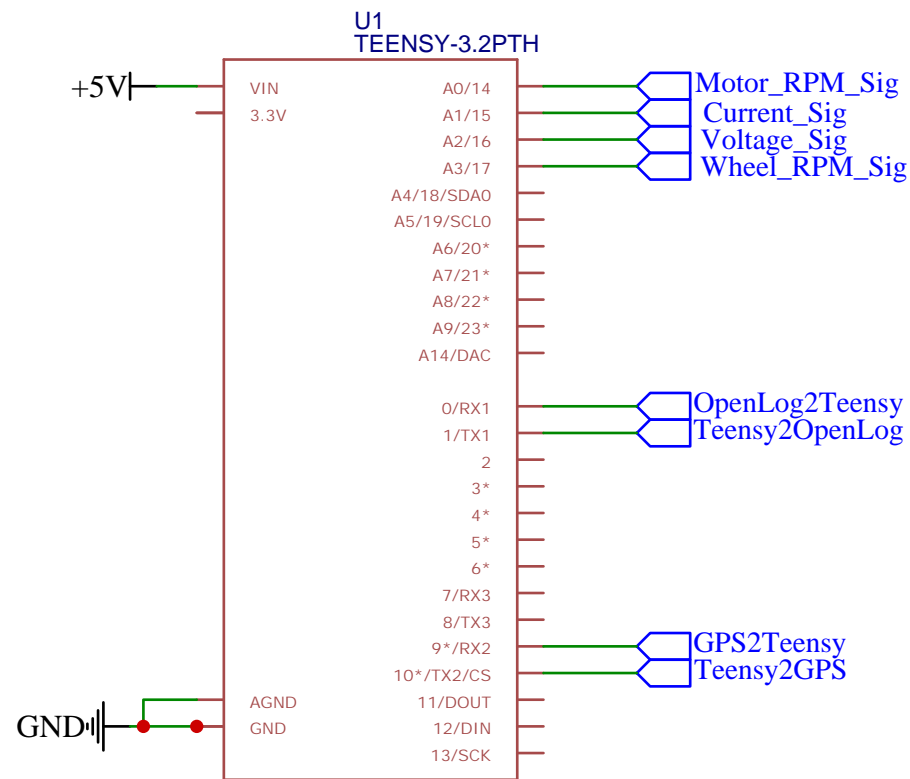 U1
TEENSY-3.2PTH
+5V
VIN
3.3V
AGND
GND
GND
A0/14
A1/15
A2/16
A3/17
A4/18/SDA0
A5/19/SCL0
A6/20*
A7/21*
A8/22*
A9/23*
A14/DAC
0/RX1
1/TX1
2
3*
4*
5*
6*
7/RX3
8/TX3
9*/RX2
10*/TX2/CS
11/DOUT
12/DIN
13/SCK
Motor_RPM_Sig
Current_Sig
Voltage_Sig
Wheel_RPM_Sig
OpenLog2Teensy
Teensy2OpenLog
GPS2Teensy
Teensy2GPS